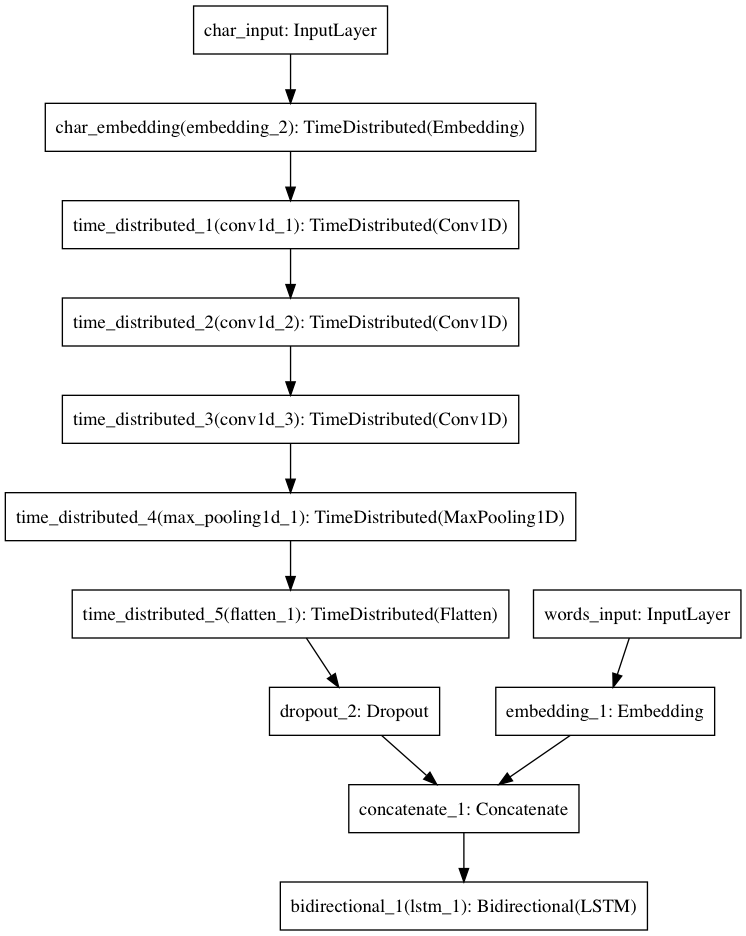 char_input: InputLayer
char_embedding(embedding_2): TimeDistributed(Embedding)
time_distributed_1(conv1d_1): TimeDistributed(Conv1D)
time_distributed_2(conv1d_2): TimeDistributed(Conv1D)
time_distributed_3(conv1d_3): TimeDistributed(Conv1D)
time_distributed_4(max_pooling1d_1): TimeDistributed(MaxPooling1D)
time_distributed_5(flatten_1): TimeDistributed(Flatten)
words_input: InputLayer
dropout_2: Dropout
embedding_1: Embedding
concatenate_1: Concatenate
bidirectional_1(lstm_1): Bidirectional(LSTM)